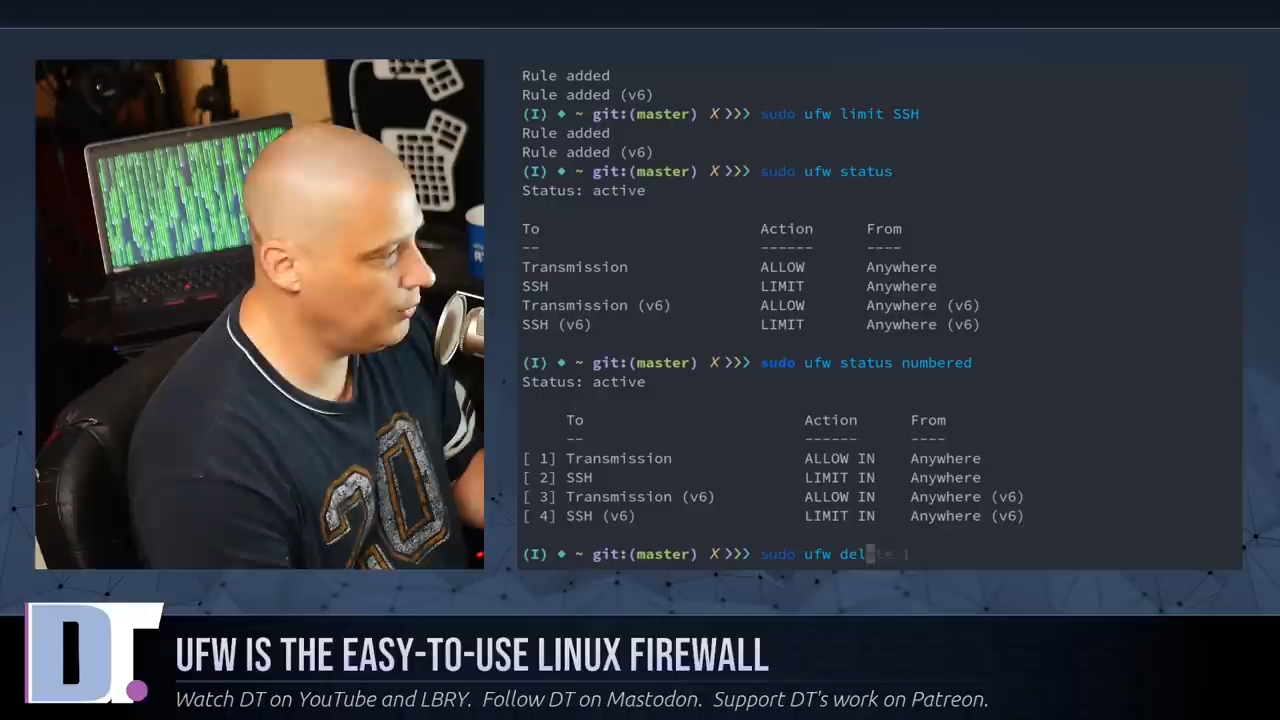 Rule added
Rule added (v6)
(I) ◆ ~ git:(master) ✗ ❯❯❯ sudo ufw limit SSH
Rule added
Rule added (v6)
(I) ◆ ~ git:(master) ✗ ❯❯❯ sudo ufw status
Status: active
To Action From
-- ------ ----
Transmission ALLOW Anywhere
SSH LIMIT Anywhere
Transmission (v6) ALLOW Anywhere (v6)
SSH (v6) LIMIT Anywhere (v6)
(I) ◆ ~ git:(master) ✗ ❯❯❯ sudo ufw status numbered
Status: active
To Action From
-- ------ ----
[ 1] Transmission ALLOW IN Anywhere
[ 2] SSH LIMIT IN Anywhere
[ 3] Transmission (v6) ALLOW IN Anywhere (v6)
[ 4] SSH (v6) LIMIT IN Anywhere (v6)
(I) ◆ ~ git:(master) ✗ ❯❯❯ sudo ufw delete 1
20
DT.
UFW IS THE EASY-TO-USE LINUX FIREWALL
Watch DT on YouTube and LBRY. Follow DT on Mastodon. Support DT's work on Patreon.